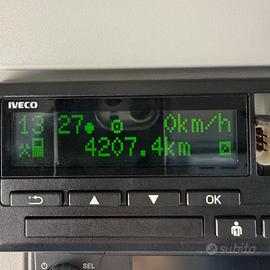 IVECO
13 27 0km/h
4207.4km
OK
SEL
subito